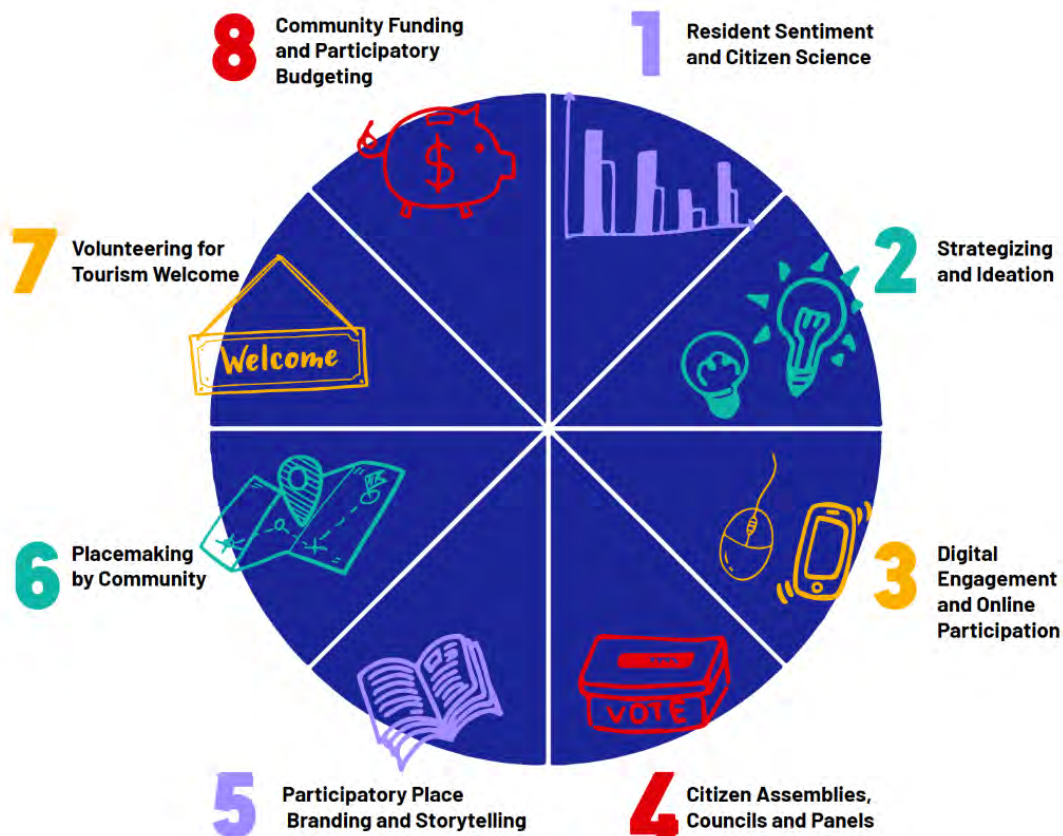 8
Community Funding
and Participatory
Budgeting
1
Resident Sentiment
and Citizen Science
$
7
Volunteering for
Tourism Welcome
2
Strategizing
and Ideation
Welcome
6
Placemaking
by Community
3
Digital
Engagement
and Online
Participation
VOTE
5
Participatory Place
Branding and Storytelling
4
Citizen Assemblies,
Councils and Panels